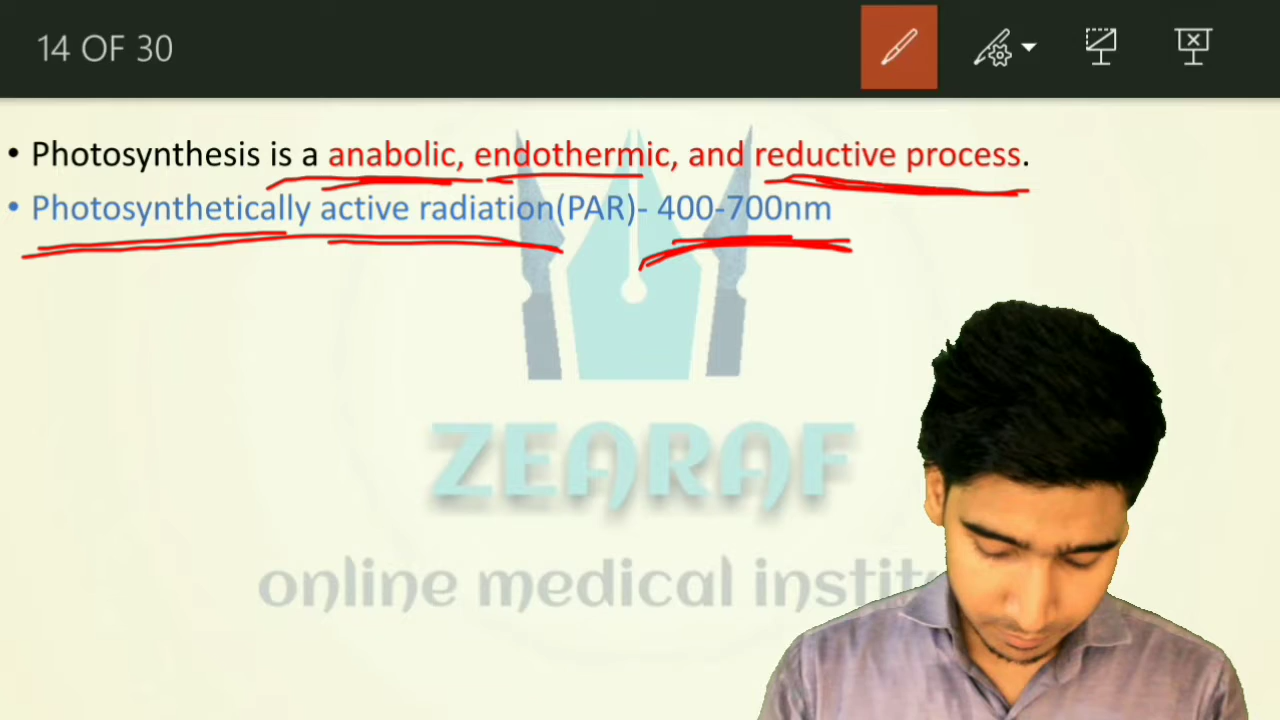 14 OF 30
• Photosynthesis is a anabolic, endothermic, and reductive process.
• Photosynthetically active radiation(PAR)- 400-700nm
ZEARAF
online medical